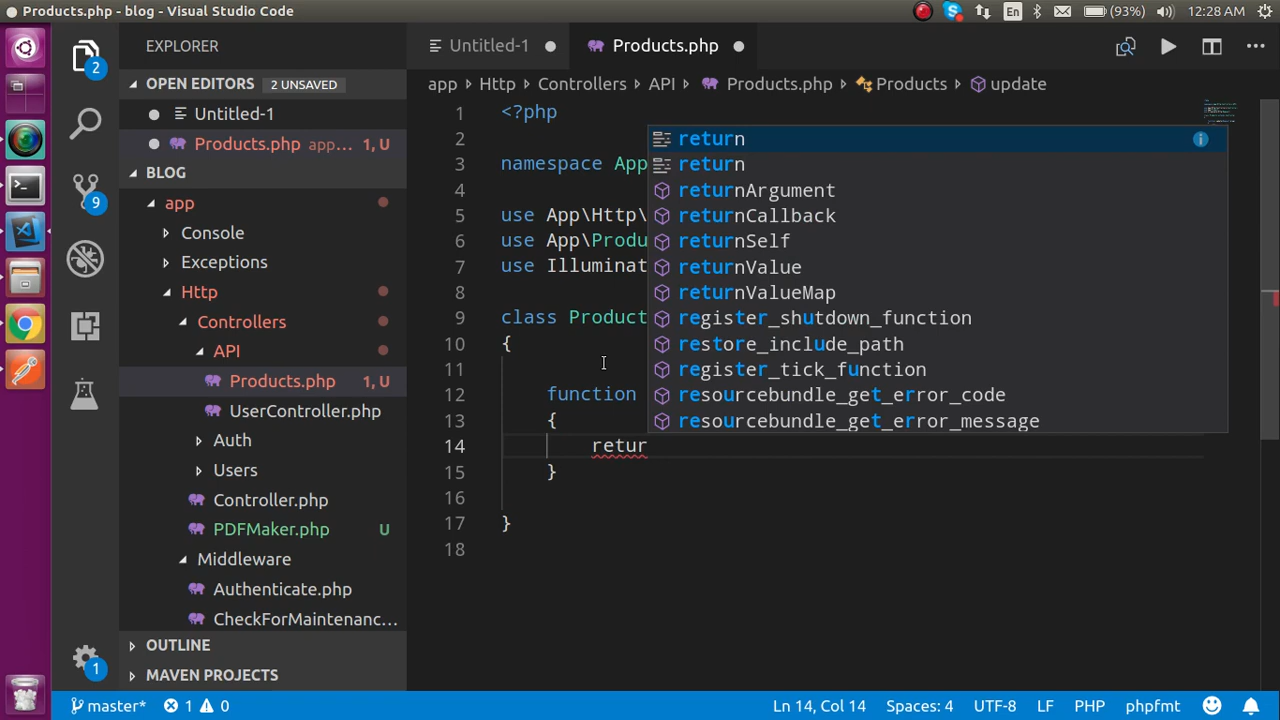 Products.php - blog - Visual Studio Code
En
(93%)
12:28 AM
EXPLORER
2
OPEN EDITORS
2 UNSAVED
Untitled-1
Products.php app... 1, U
BLOG
app
Console
Exceptions
Http
Controllers
API
Products.php 1, U
UserController.php
Auth
Users
Controller.php
PDFMaker.php U
Middleware
Authenticate.php
CheckForMaintenanc...
OUTLINE
MAVEN PROJECTS
9
1
Untitled-1
Products.php
app > Http > Controllers > API > Products.php > Products > update
1 <?php
2
3 namespace App
4
5 use App\Http\
6 use App\Produ
7 use Illuminat
8
9 class Product
10 {
11
12 function
13 {
14 retur
15 }
16
17 }
18
return
return
returnArgument
returnCallback
returnSelf
returnValue
returnValueMap
register_shutdown_function
restore_include_path
register_tick_function
resourcebundle_get_error_code
resourcebundle_get_error_message
master*
1
0
Ln 14, Col 14
Spaces: 4
UTF-8
LF
PHP
phpfmt